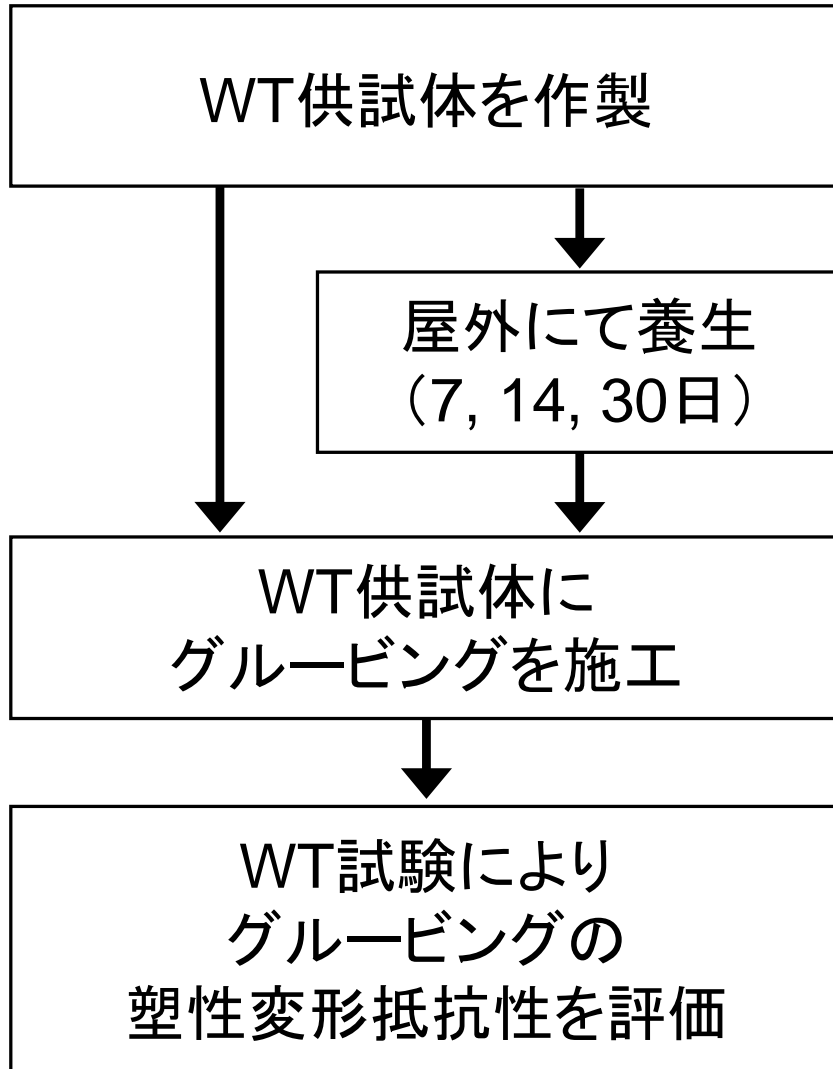 WT供試体を作製
屋外にて養生
（7, 14, 30日）
WT供試体に
グルービングを施工
WT試験により
グルービングの
塑性変形抵抗性を評価